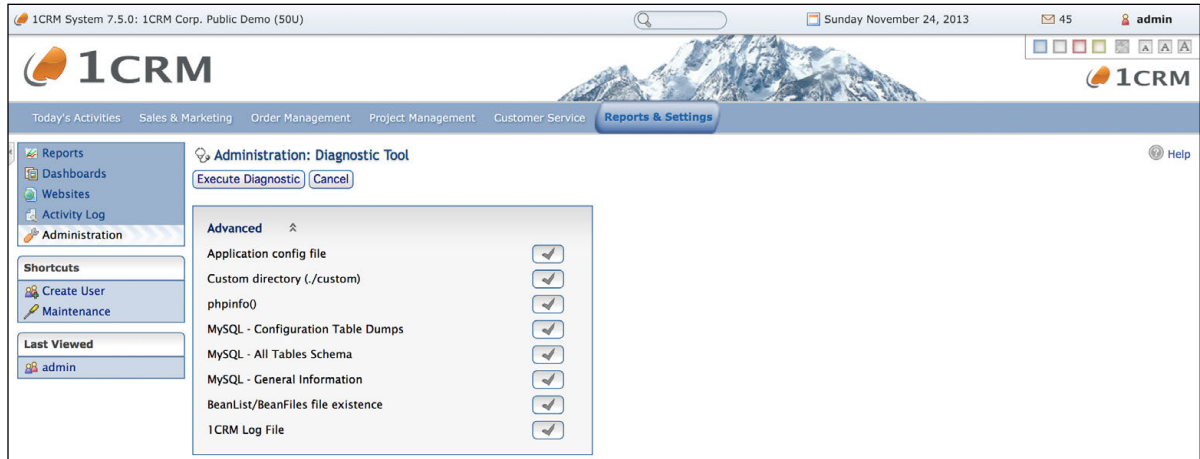 1CRM System 7.5.0: 1CRM Corp. Public Demo (50U)
Sunday November 24, 2013
45
admin
1CRM
A A A
1CRM
Today's Activities Sales & Marketing Order Management Project Management Customer Service Reports & Settings
Reports
Dashboards
Websites
Activity Log
Administration
Shortcuts
Create User
Maintenance
Last Viewed
admin
Administration: Diagnostic Tool
Help
Execute Diagnostic Cancel
Advanced
Application config file
Custom directory (./custom)
phpinfo()
MySQL - Configuration Table Dumps
MySQL - All Tables Schema
MySQL - General Information
BeanList/BeanFiles file existence
1CRM Log File